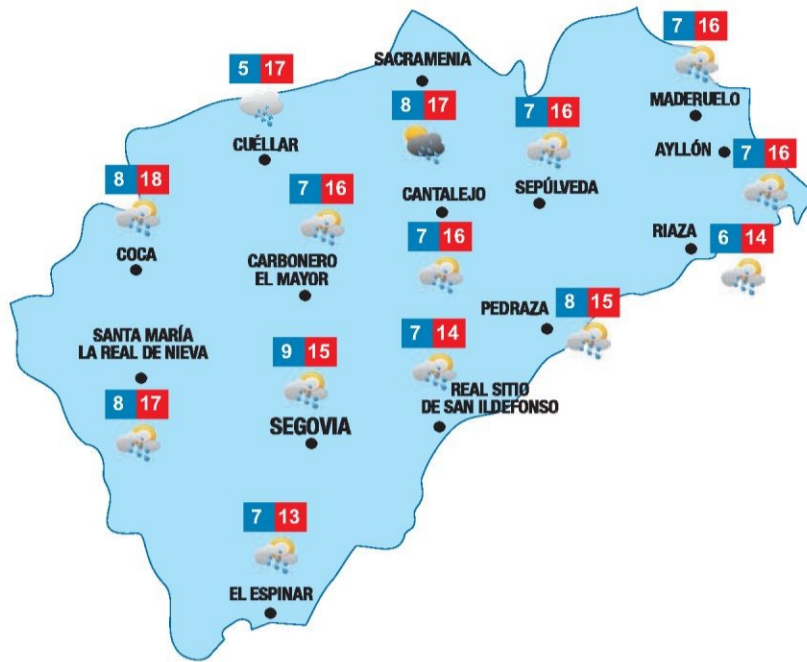 7 16
MADERUELO
SACRAMENIA
8 17
5 17
CUÉLLAR
7 16
SEPÚLVEDA
AYLLÓN
7 16
8 18
COCA
7 16
CARBONERO
EL MAYOR
CANTALEJO
7 16
RIAZA
6 14
PEDRAZA
8 15
SANTA MARÍA
LA REAL DE NIEVA
8 17
9 15
SEGOVIA
7 14
REAL SITIO
DE SAN ILDEFONSO
7 13
EL ESPINAR